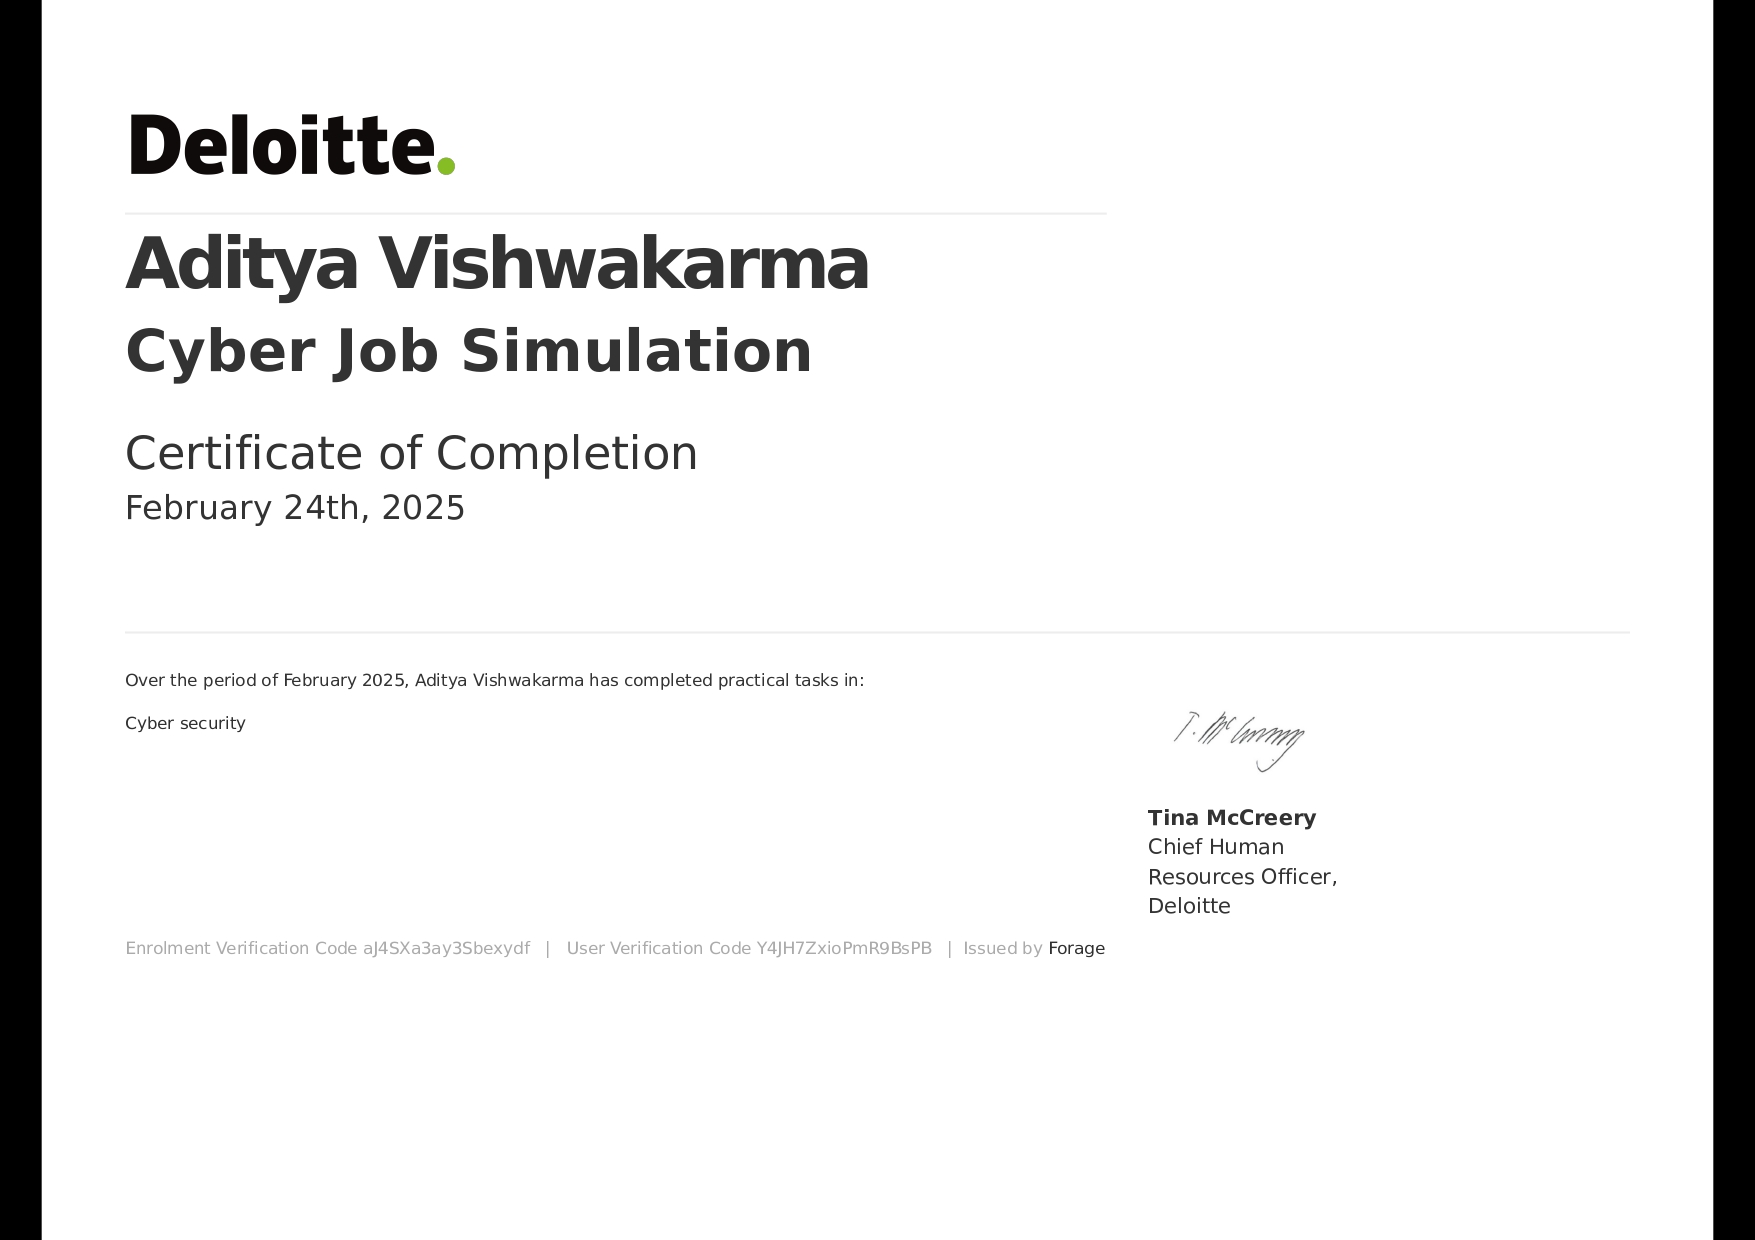 Deloitte.
Aditya Vishwakarma
Cyber Job Simulation
Certificate of Completion
February 24th, 2025
Over the period of February 2025, Aditya Vishwakarma has completed practical tasks in:
Cyber security
T. McCreery
Tina McCreery
Chief Human
Resources Officer,
Deloitte
Enrolment Verification Code aJ4SXa3ay3Sbexydf | User Verification Code Y4JH7ZxioPmR9BsPB | Issued by Forage